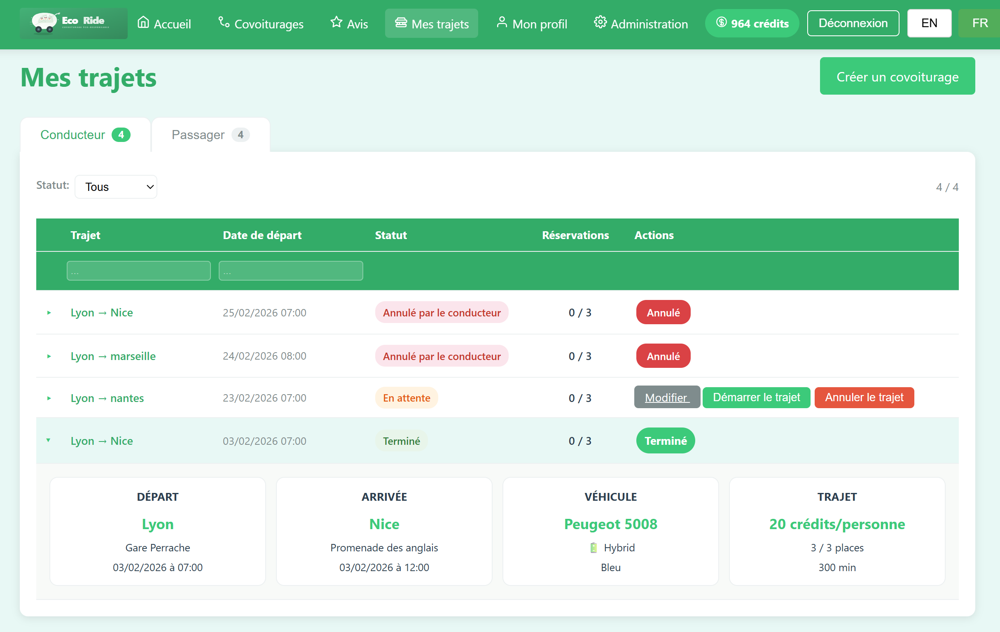 Eco Ride
COVOITURAGE ÉCO-RESPONSABLE
Accueil
Covoiturages
Avis
Mes trajets
Mon profil
Administration
964 crédits
Déconnexion
EN
FR
Mes trajets
Créer un covoiturage
Conducteur 4
Passager 4
Statut: Tous
4 / 4
Trajet Date de départ Statut Réservations Actions
... ...
Lyon → Nice 25/02/2026 07:00 Annulé par le conducteur 0 / 3 Annulé
Lyon → marseille 24/02/2026 08:00 Annulé par le conducteur 0 / 3 Annulé
Lyon → nantes 23/02/2026 07:00 En attente 0 / 3 Modifier Démarrer le trajet Annuler le trajet
Lyon → Nice 03/02/2026 07:00 Terminé 0 / 3 Terminé
DÉPART
Lyon
Gare Perrache
03/02/2026 à 07:00
ARRIVÉE
Nice
Promenade des anglais
03/02/2026 à 12:00
VÉHICULE
Peugeot 5008
Hybrid
Bleu
TRAJET
20 crédits/personne
3 / 3 places
300 min